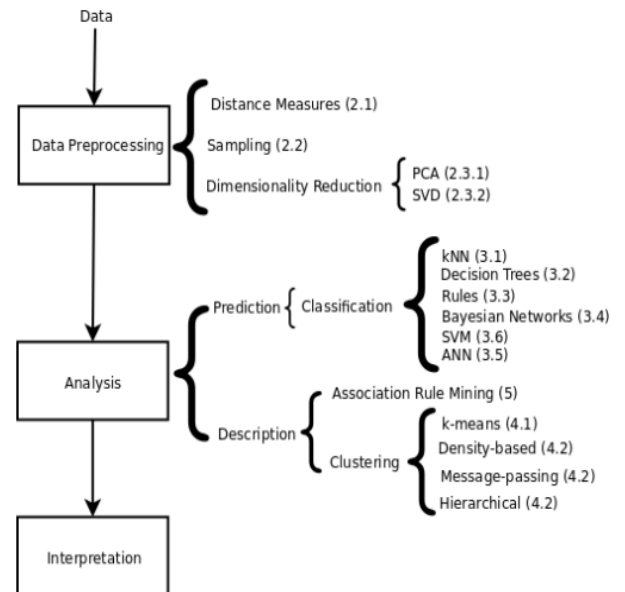 Data
Data Preprocessing
Distance Measures (2.1)
Sampling (2.2)
Dimensionality Reduction
PCA (2.3.1)
SVD (2.3.2)
Analysis
Prediction
Classification
kNN (3.1)
Decision Trees (3.2)
Rules (3.3)
Bayesian Networks (3.4)
SVM (3.6)
ANN (3.5)
Description
Association Rule Mining (5)
Clustering
k-means (4.1)
Density-based (4.2)
Message-passing (4.2)
Hierarchical (4.2)
Interpretation